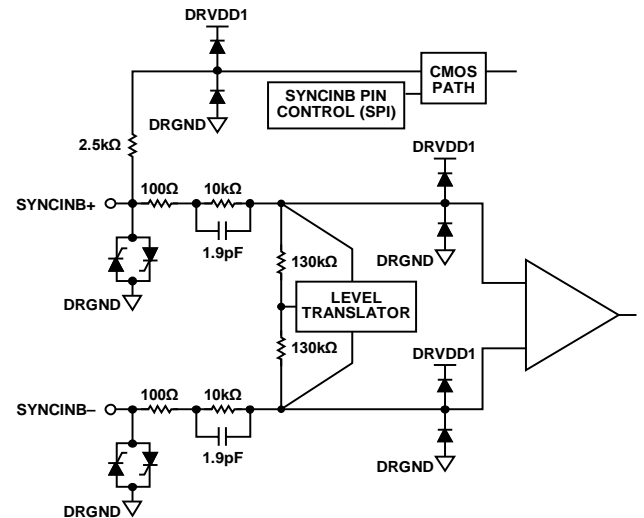 DRVDD1
CMOS
PATH
SYNCINB PIN
CONTROL (SPI)
DRGND
2.5kΩ
DRVDD1
100Ω
10kΩ
SYNCINB+
1.9pF
DRGND
130kΩ
DRGND
LEVEL
TRANSLATOR
130kΩ
DRVDD1
100Ω
10kΩ
SYNCINB–
1.9pF
DRGND
DRGND